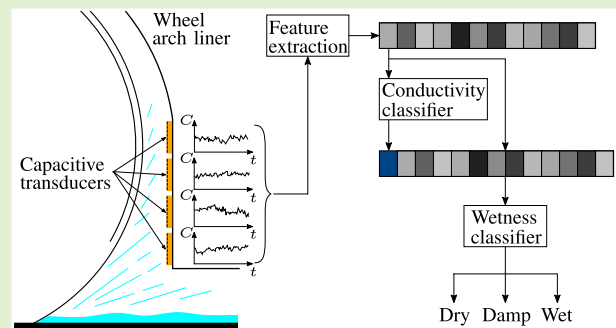 Wheel
arch liner
Feature
extraction
Conductivity
classifier
Capacitive
transducers
C
t
C
t
C
t
C
t
Wetness
classifier
Dry Damp Wet